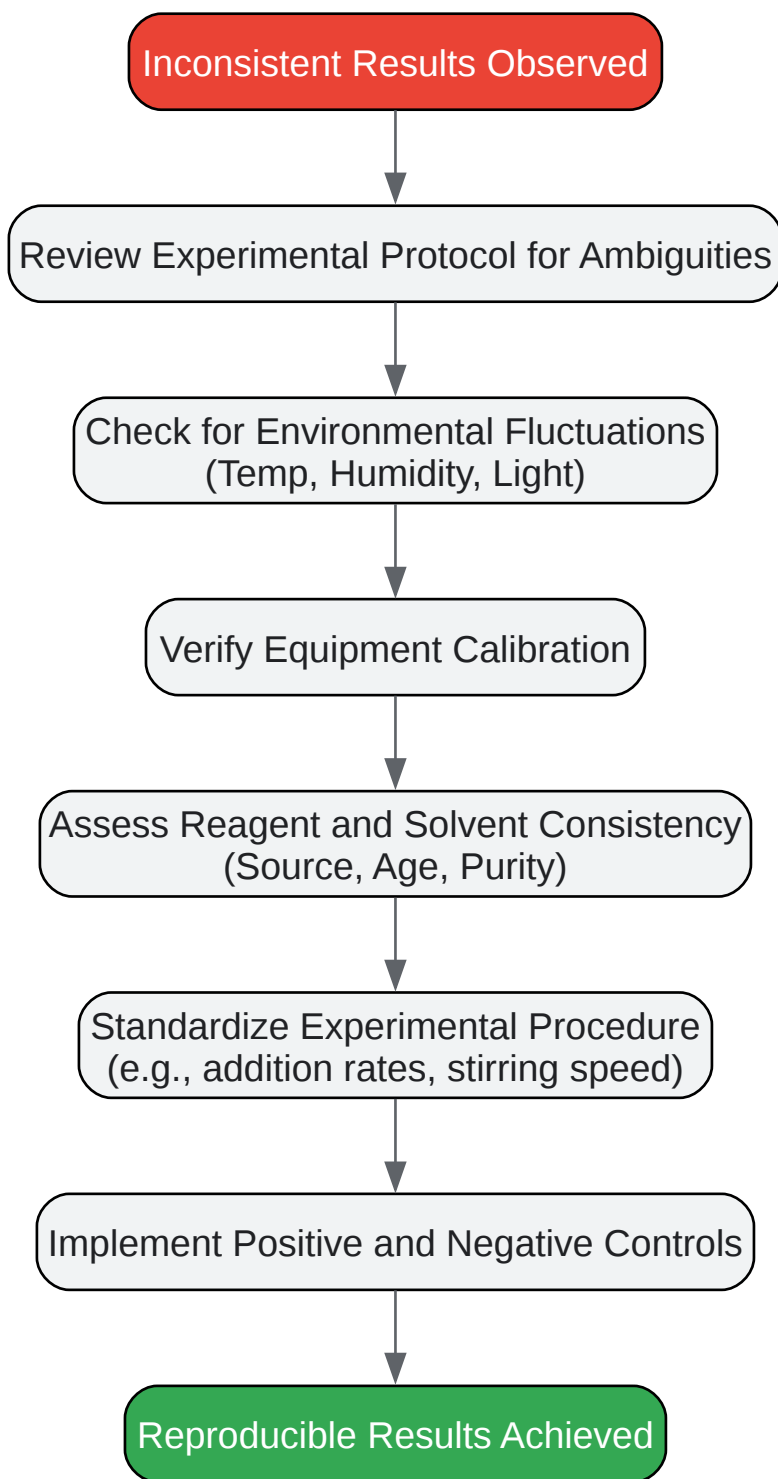 Inconsistent Results Observed
Review Experimental Protocol for Ambiguities
Check for Environmental Fluctuations
(Temp, Humidity, Light)
Verify Equipment Calibration
Assess Reagent and Solvent Consistency
(Source, Age, Purity)
Standardize Experimental Procedure
(e.g., addition rates, stirring speed)
Implement Positive and Negative Controls
Reproducible Results Achieved